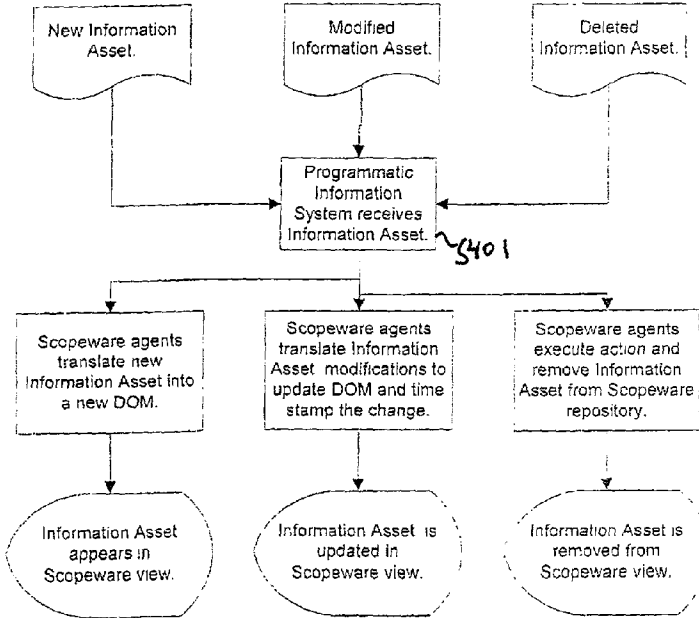 New Information
Asset.
Modified
Information Asset.
Deleted
Information Asset.
Programmatic
Information
System receives
Information Asset.
S401
Scopeware agents
translate new
Information Asset into
a new DOM.
Scopeware agents
translate Information
Asset modifications to
update DOM and time
stamp the change.
Scopeware agents
execute action and
remove Information
Asset from Scopeware
repository.
Information Asset
appears in
Scopeware view.
Information Asset is
updated in
Scopeware view.
Information Asset is
removed from
Scopeware view.